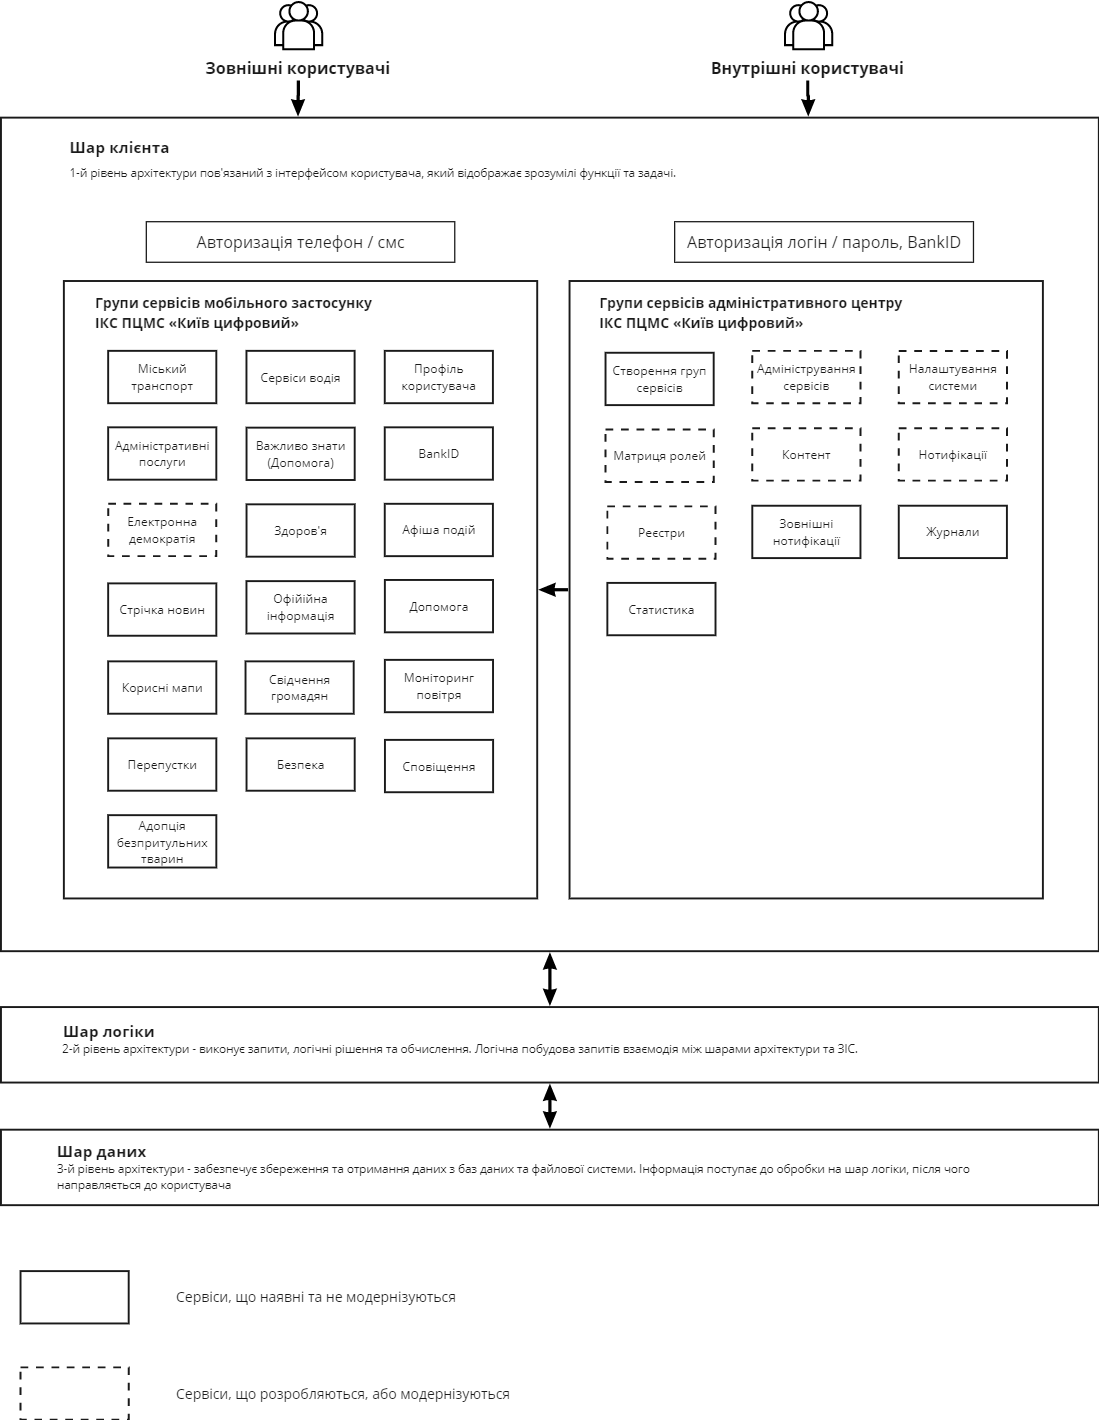 Зовнішні користувачі
Внутрішні користувачі
Шар клієнта
1-й рівень архітектури пов'язаний з інтерфейсом користувача, який відображає зрозумілі функції та задачі.
Авторизація телефон / смс
Авторизація логін / пароль, BankID
Групи сервісів мобільного застосунку
ІКС ПЦМС «Київ цифровий»
Міський
транспорт
Сервіси водія
Профіль
користувача
Адміністративні
послуги
Важливо знати
(Допомога)
BankID
Електронна
демократія
Здоров'я
Афіша подій
Стрічка новин
Офійійна
інформація
Допомога
Корисні мапи
Свідчення
громадян
Моніторинг
повітря
Перепустки
Безпека
Сповіщення
Адопція
безпритульних
тварин
Групи сервісів адміністративного центру
ІКС ПЦМС «Київ цифровий»
Створення груп
сервісів
Адміністрування
сервісів
Налаштування
системи
Матриця ролей
Контент
Нотифікації
Реєстри
Зовнішні
нотифікації
Журнали
Статистика
Шар логіки
2-й рівень архітектури - виконує запити, логічні рішення та обчислення. Логічна побудова запитів взаємодія між шарами архітектури та ЗІС.
Шар даних
3-й рівень архітектури - забезпечує збереження та отримання даних з баз даних та файлової системи. Інформація поступає до обробки на шар логіки, після чого
направляється до користувача
Сервіси, що наявні та не модернізуються
Сервіси, що розробляються, або модернізуються